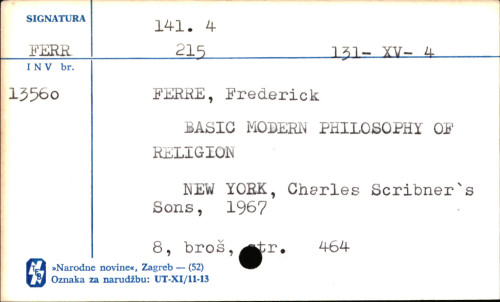 SIGNATURA
141. 4
FERR 215 131- XV- 4
INV br.
13560 FERRE, Frederick
BASIC MODERN PHILOSOPHY OF
RELIGION
NEW YORK, Charles Scribner`s
Sons, 1967
8, broš, str. 464
»Narodne novine«, Zagreb — (52)
Oznaka za narudžbu: UT-XI/11-13